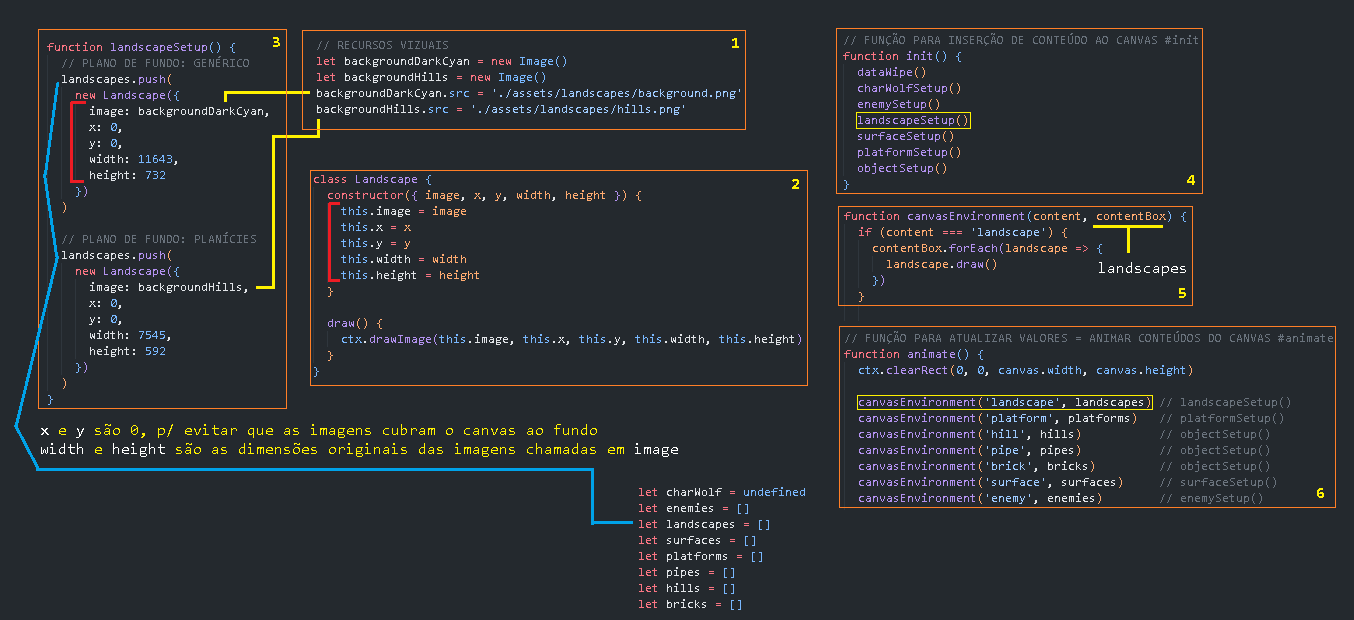 function landscapeSetup() {
// PLANO DE FUNDO: GENÉRICO
landscapes.push(
new Landscape({
image: backgroundDarkCyan,
x: 0,
y: 0,
width: 11643,
height: 732
})
)
// PLANO DE FUNDO: PLANÍCIES
landscapes.push(
new Landscape({
image: backgroundHills,
x: 0,
y: 0,
width: 7545,
height: 592
})
)
}
3
// RECURSOS VIZUAIS
let backgroundDarkCyan = new Image()
let backgroundHills = new Image()
backgroundDarkCyan.src = './assets/landscapes/background.png'
backgroundHills.src = './assets/landscapes/hills.png'
1
class Landscape {
constructor({ image, x, y, width, height }) {
this.image = image
this.x = x
this.y = y
this.width = width
this.height = height
}
draw() {
ctx.drawImage(this.image, this.x, this.y, this.width, this.height)
}
}
2
// FUNÇÃO PARA INSERÇÃO DE CONTEÚDO AO CANVAS #init
function init() {
dataWipe()
charWolfSetup()
enemySetup()
landscapeSetup()
surfaceSetup()
platformSetup()
objectSetup()
}
4
function canvasEnvironment(content, contentBox) {
if (content === 'landscape') {
contentBox.forEach(landscape => {
landscape.draw()
})
}
landscapes
5
// FUNÇÃO PARA ATUALIZAR VALORES = ANIMAR CONTEÚDOS DO CANVAS #animate
function animate() {
ctx.clearRect(0, 0, canvas.width, canvas.height)
canvasEnvironment('landscape', landscapes) // landscapeSetup()
canvasEnvironment('platform', platforms) // platformSetup()
canvasEnvironment('hill', hills) // objectSetup()
canvasEnvironment('pipe', pipes) // objectSetup()
canvasEnvironment('brick', bricks) // objectSetup()
canvasEnvironment('surface', surfaces) // surfaceSetup()
canvasEnvironment('enemy', enemies) // enemySetup()
6
x e y são 0, p/ evitar que as imagens cubram o canvas ao fundo
width e height são as dimensões originais das imagens chamadas em image
let charWolf = undefined
let enemies = []
let landscapes = []
let surfaces = []
let platforms = []
let pipes = []
let hills = []
let bricks = []